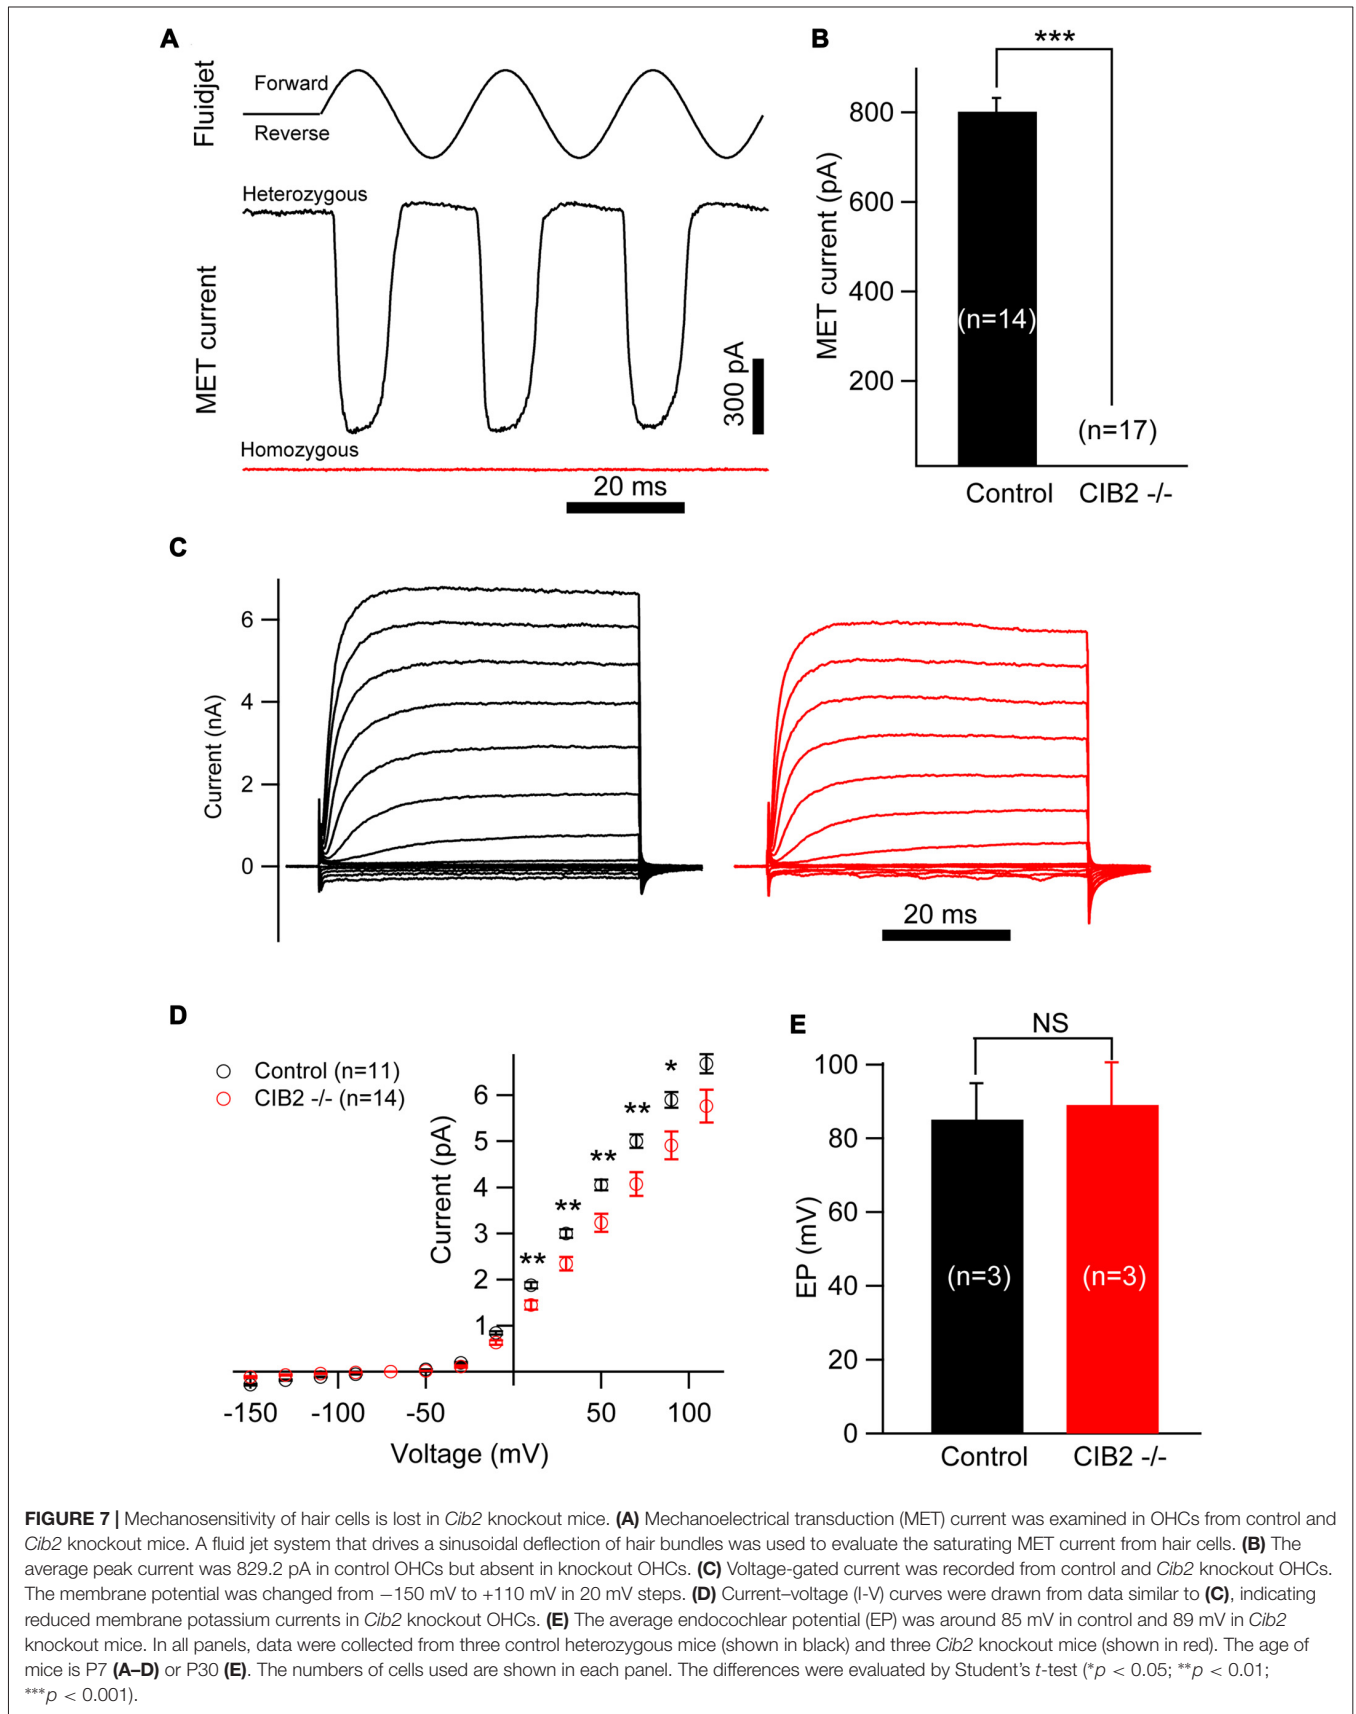 A
Fluidjet
Forward
Reverse
Heterozygous
MET current
300 pA
Homozygous
20 ms
B
***
MET current (pA)
800
600
400
200
(n=14)
(n=17)
Control
CIB2 -/-
C
Current (nA)
6
4
2
0
20 ms
D
Control (n=11)
CIB2 -/- (n=14)
Current (pA)
6
5
4
3
2
1
**
**
**
**
*
-150
-100
-50
50
100
Voltage (mV)
E
NS
EP (mV)
100
80
60
40
20
0
(n=3)
(n=3)
Control
CIB2 -/-
FIGURE 7 | Mechanosensitivity of hair cells is lost in Cib2 knockout mice. (A) Mechanoelectrical transduction (MET) current was examined in OHCs from control and
Cib2 knockout mice. A fluid jet system that drives a sinusoidal deflection of hair bundles was used to evaluate the saturating MET current from hair cells. (B) The
average peak current was 829.2 pA in control OHCs but absent in knockout OHCs. (C) Voltage-gated current was recorded from control and Cib2 knockout OHCs.
The membrane potential was changed from −150 mV to +110 mV in 20 mV steps. (D) Current–voltage (I-V) curves were drawn from data similar to (C), indicating
reduced membrane potassium currents in Cib2 knockout OHCs. (E) The average endocochlear potential (EP) was around 85 mV in control and 89 mV in Cib2
knockout mice. In all panels, data were collected from three control heterozygous mice (shown in black) and three Cib2 knockout mice (shown in red). The age of
mice is P7 (A–D) or P30 (E). The numbers of cells used are shown in each panel. The differences were evaluated by Student's t-test (*p < 0.05; **p < 0.01;
***p < 0.001).